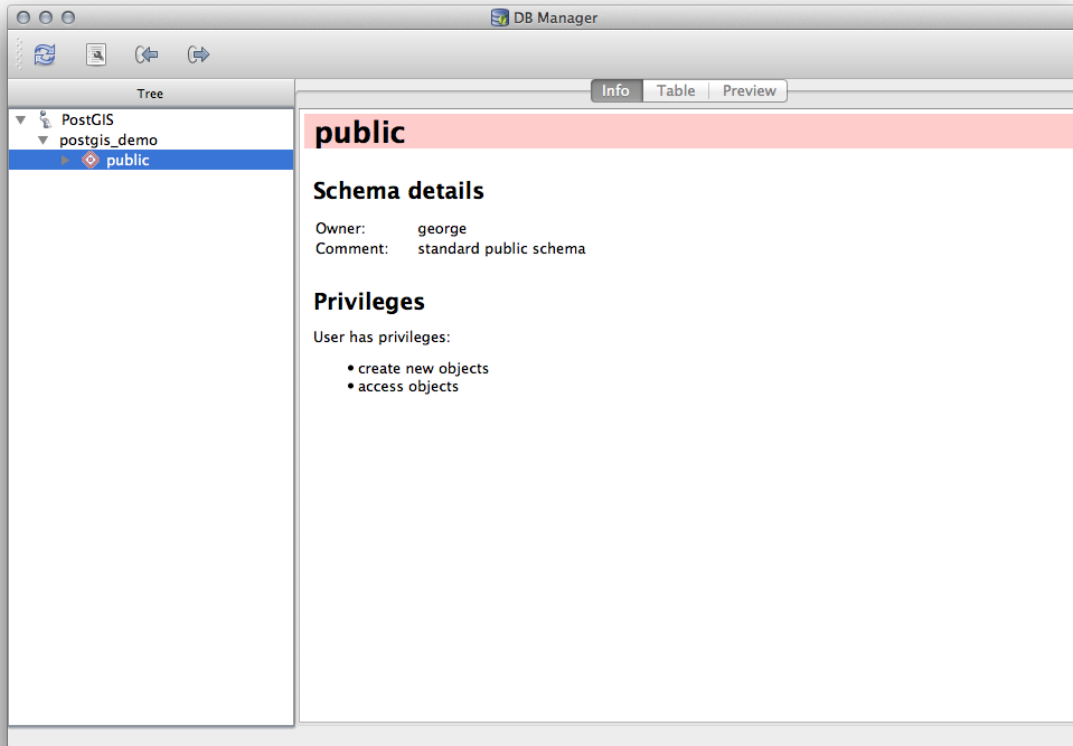 DB Manager
Tree
Info Table Preview
PostGIS
postgis_demo
public
public
Schema details
Owner: george
Comment: standard public schema
Privileges
User has privileges:
• create new objects
• access objects